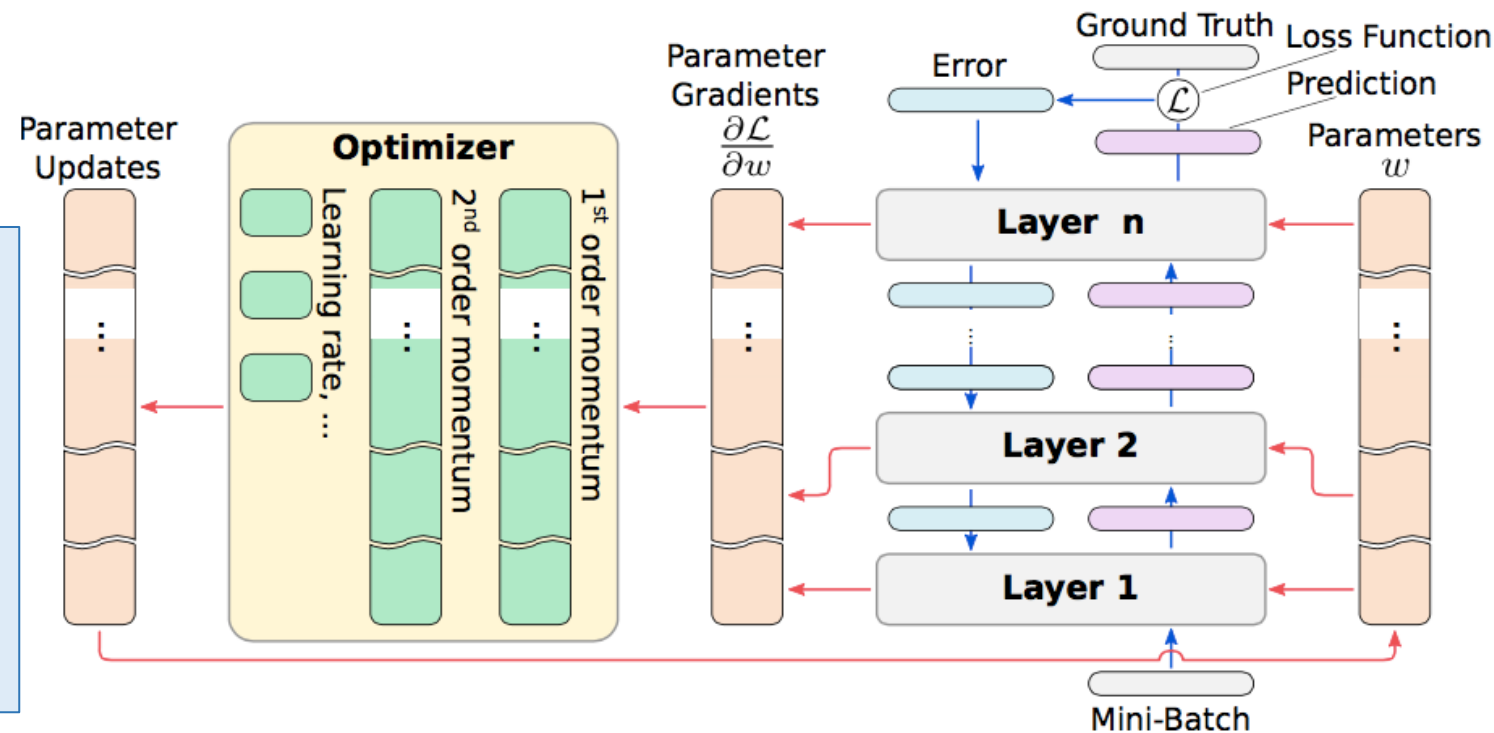 Ground Truth
Loss Function
Error
Prediction
ℒ
Parameter
Gradients
∂ℒ
∂w
Parameters
w
Parameter
Updates
Optimizer
Learning rate, ...
2nd order momentum
1st order momentum
...
...
...
...
...
...
...
Layer n
Layer 2
Layer 1
Mini-Batch